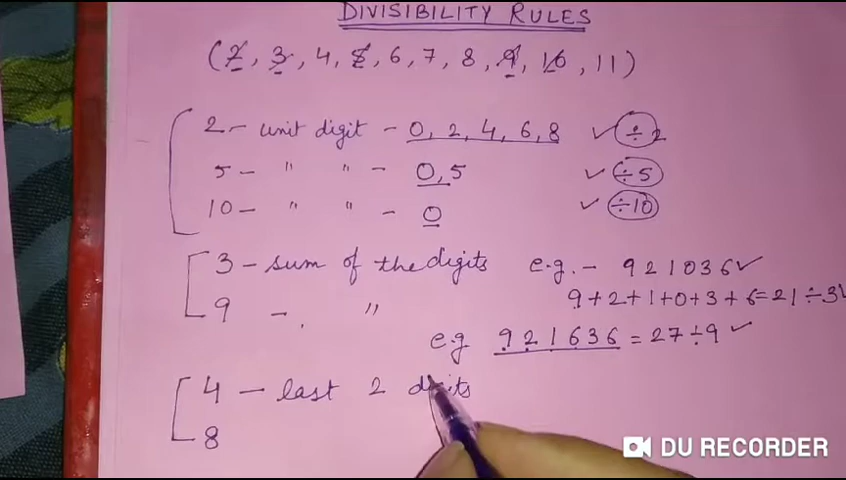 DIVISIBILITY RULES
(2, 3, 4, 5, 6, 7, 8, 9, 10, 11)
2 - unit digit - 0, 2, 4, 6, 8 ✓ ÷ 2
5 - " " - 0, 5 ✓ ÷ 5
10 - " " - 0 ✓ ÷ 10
3 - sum of the digits e.g. - 921036 ✓
9+2+1+0+3+6=21÷3✓
9 - "
e.g 921636 = 27÷9 ✓
4 - last 2 digits
8
DU RECORDER